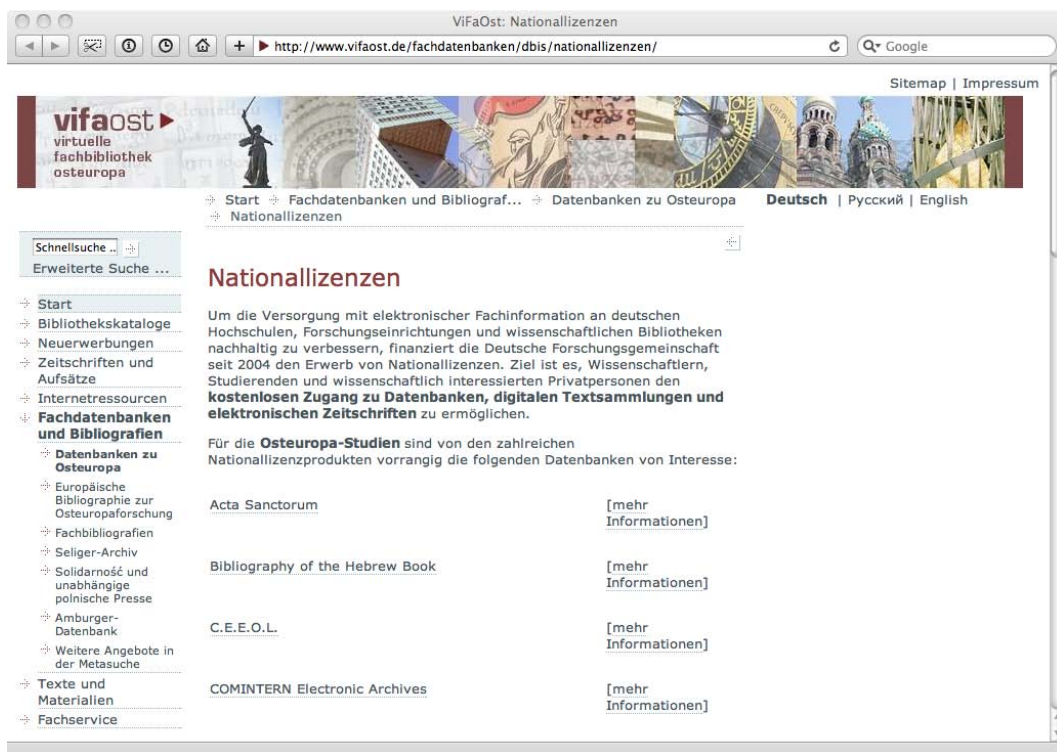 ViFaOst: Nationallizenzen
http://www.vifaost.de/fachdatenbanken/dbis/nationallizenzen/
Google
Sitemap | Impressum
vifaost
virtuelle
fachbibliothek
osteuropa
Start Fachdatenbanken und Bibliograf... Datenbanken zu Osteuropa
Nationallizenzen
Deutsch | Русский | English
Schnellsuche ..
Erweiterte Suche ...
Start
Bibliothekskataloge
Neuerwerbungen
Zeitschriften und
Aufsätze
Internetressourcen
Fachdatenbanken
und Bibliografien
Datenbanken zu
Osteuropa
Europäische
Bibliographie zur
Osteuropaforschung
Fachbibliografien
Seliger-Archiv
Solidarność und
unabhängige
polnische Presse
Amburger-
Datenbank
Weitere Angebote in
der Metasuche
Texte und
Materialien
Fachservice
Nationallizenzen
Um die Versorgung mit elektronischer Fachinformation an deutschen
Hochschulen, Forschungseinrichtungen und wissenschaftlichen Bibliotheken
nachhaltig zu verbessern, finanziert die Deutsche Forschungsgemeinschaft
seit 2004 den Erwerb von Nationallizenzen. Ziel ist es, Wissenschaftlern,
Studierenden und wissenschaftlich interessierten Privatpersonen den
kostenlosen Zugang zu Datenbanken, digitalen Textsammlungen und
elektronischen Zeitschriften zu ermöglichen.
Für die Osteuropa-Studien sind von den zahlreichen
Nationallizenzprodukten vorrangig die folgenden Datenbanken von Interesse:
Acta Sanctorum
[mehr
Informationen]
Bibliography of the Hebrew Book
[mehr
Informationen]
C.E.E.O.L.
[mehr
Informationen]
COMINTERN Electronic Archives
[mehr
Informationen]